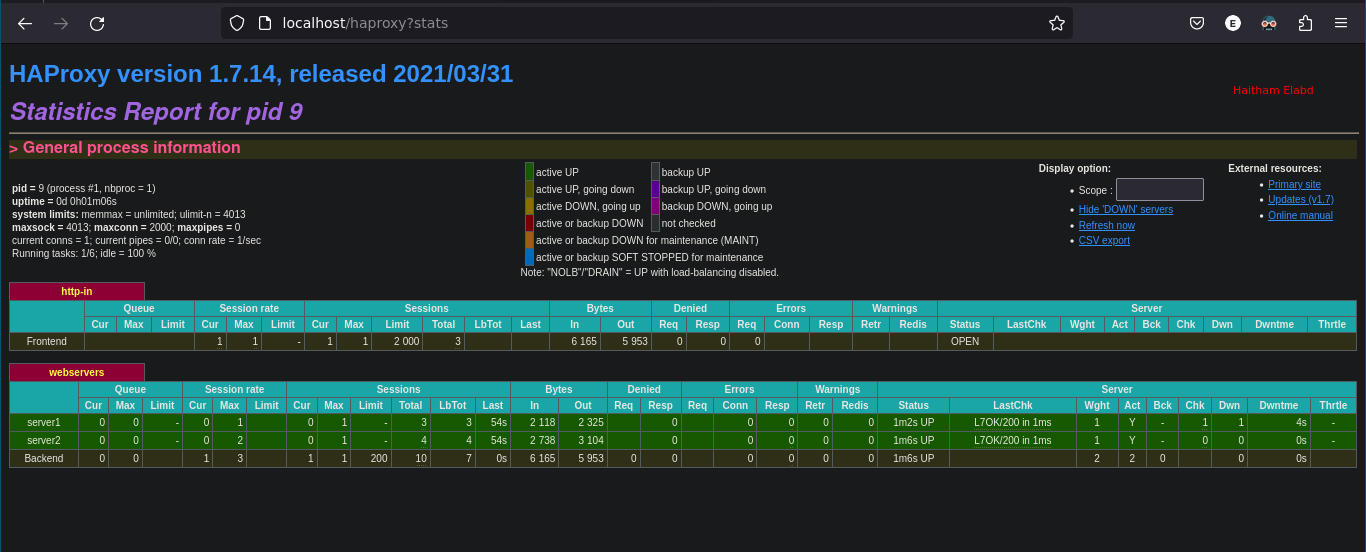 localhost/haproxy?stats
E
HAProxy version 1.7.14, released 2021/03/31
Haitham Elabd
Statistics Report for pid 9
> General process information
pid = 9 (process #1, nbproc = 1)
uptime = 0d 0h01m06s
system limits: memmax = unlimited; ulimit-n = 4013
maxsock = 4013; maxconn = 2000; maxpipes = 0
current conns = 1; current pipes = 0/0; conn rate = 1/sec
Running tasks: 1/6; idle = 100 %
active UP backup UP
active UP, going down backup UP, going down
active DOWN, going up backup DOWN, going up
active or backup DOWN not checked
active or backup DOWN for maintenance (MAINT)
active or backup SOFT STOPPED for maintenance
Note: "NOLB"/"DRAIN" = UP with load-balancing disabled.
Display option:
• Scope :
• Hide 'DOWN' servers
• Refresh now
• CSV export
External resources:
• Primary site
• Updates (v1.7)
• Online manual
http-in
Queue Session rate Sessions Bytes Denied Errors Warnings Server
Cur Max Limit Cur Max Limit Cur Max Limit Total LbTot Last In Out Req Resp Req Conn Resp Retr Redis Status LastChk Wght Act Bck Chk Dwn Dwntme Thrtle
Frontend 1 1 - 1 1 2 000 3 6 165 5 953 0 0 0 OPEN
webservers
Queue Session rate Sessions Bytes Denied Errors Warnings Server
Cur Max Limit Cur Max Limit Cur Max Limit Total LbTot Last In Out Req Resp Req Conn Resp Retr Redis Status LastChk Wght Act Bck Chk Dwn Dwntme Thrtle
server1 0 0 - 0 1 0 1 - 3 3 54s 2 118 2 325 0 0 0 0 0 1m2s UP L7OK/200 in 1ms 1 Y - 1 1 4s -
server2 0 0 - 0 2 0 1 - 4 4 54s 2 738 3 104 0 0 0 0 0 1m6s UP L7OK/200 in 1ms 1 Y - 0 0 0s -
Backend 0 0 1 3 1 1 200 10 7 0s 6 165 5 953 0 0 0 0 0 0 1m6s UP 2 2 0 0 0s